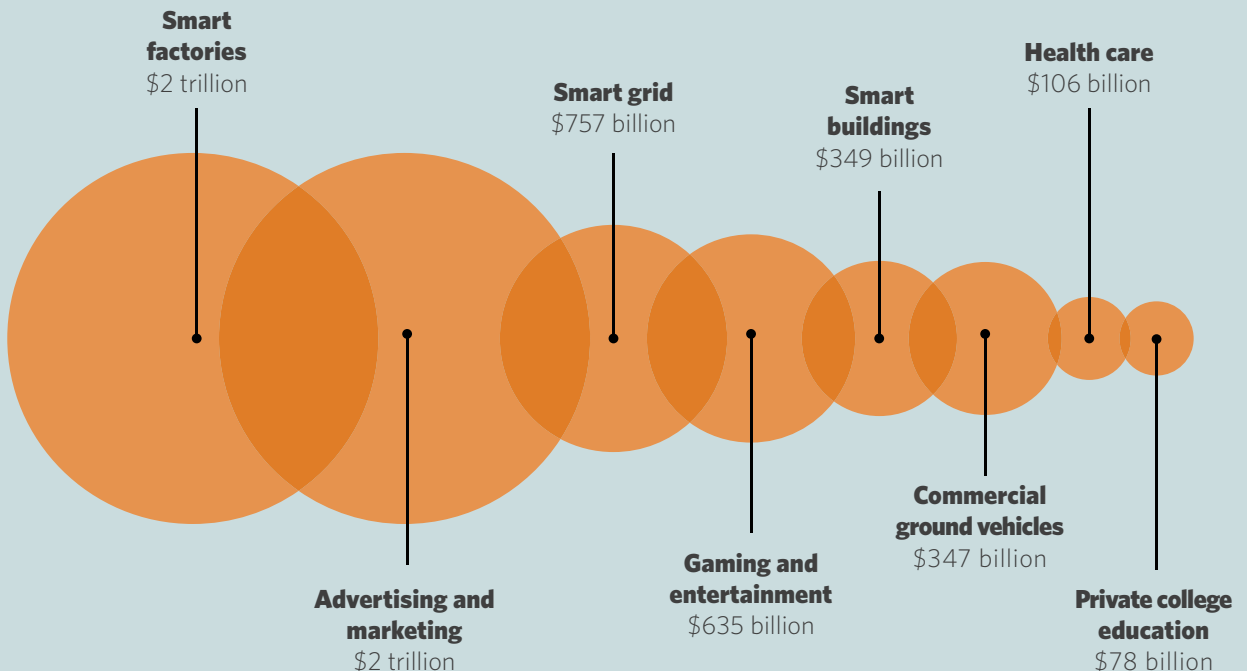 Smart
factories
$2 trillion
Advertising and
marketing
$2 trillion
Smart grid
$757 billion
Gaming and
entertainment
$635 billion
Smart
buildings
$349 billion
Commercial
ground vehicles
$347 billion
Health care
$106 billion
Private college
education
$78 billion